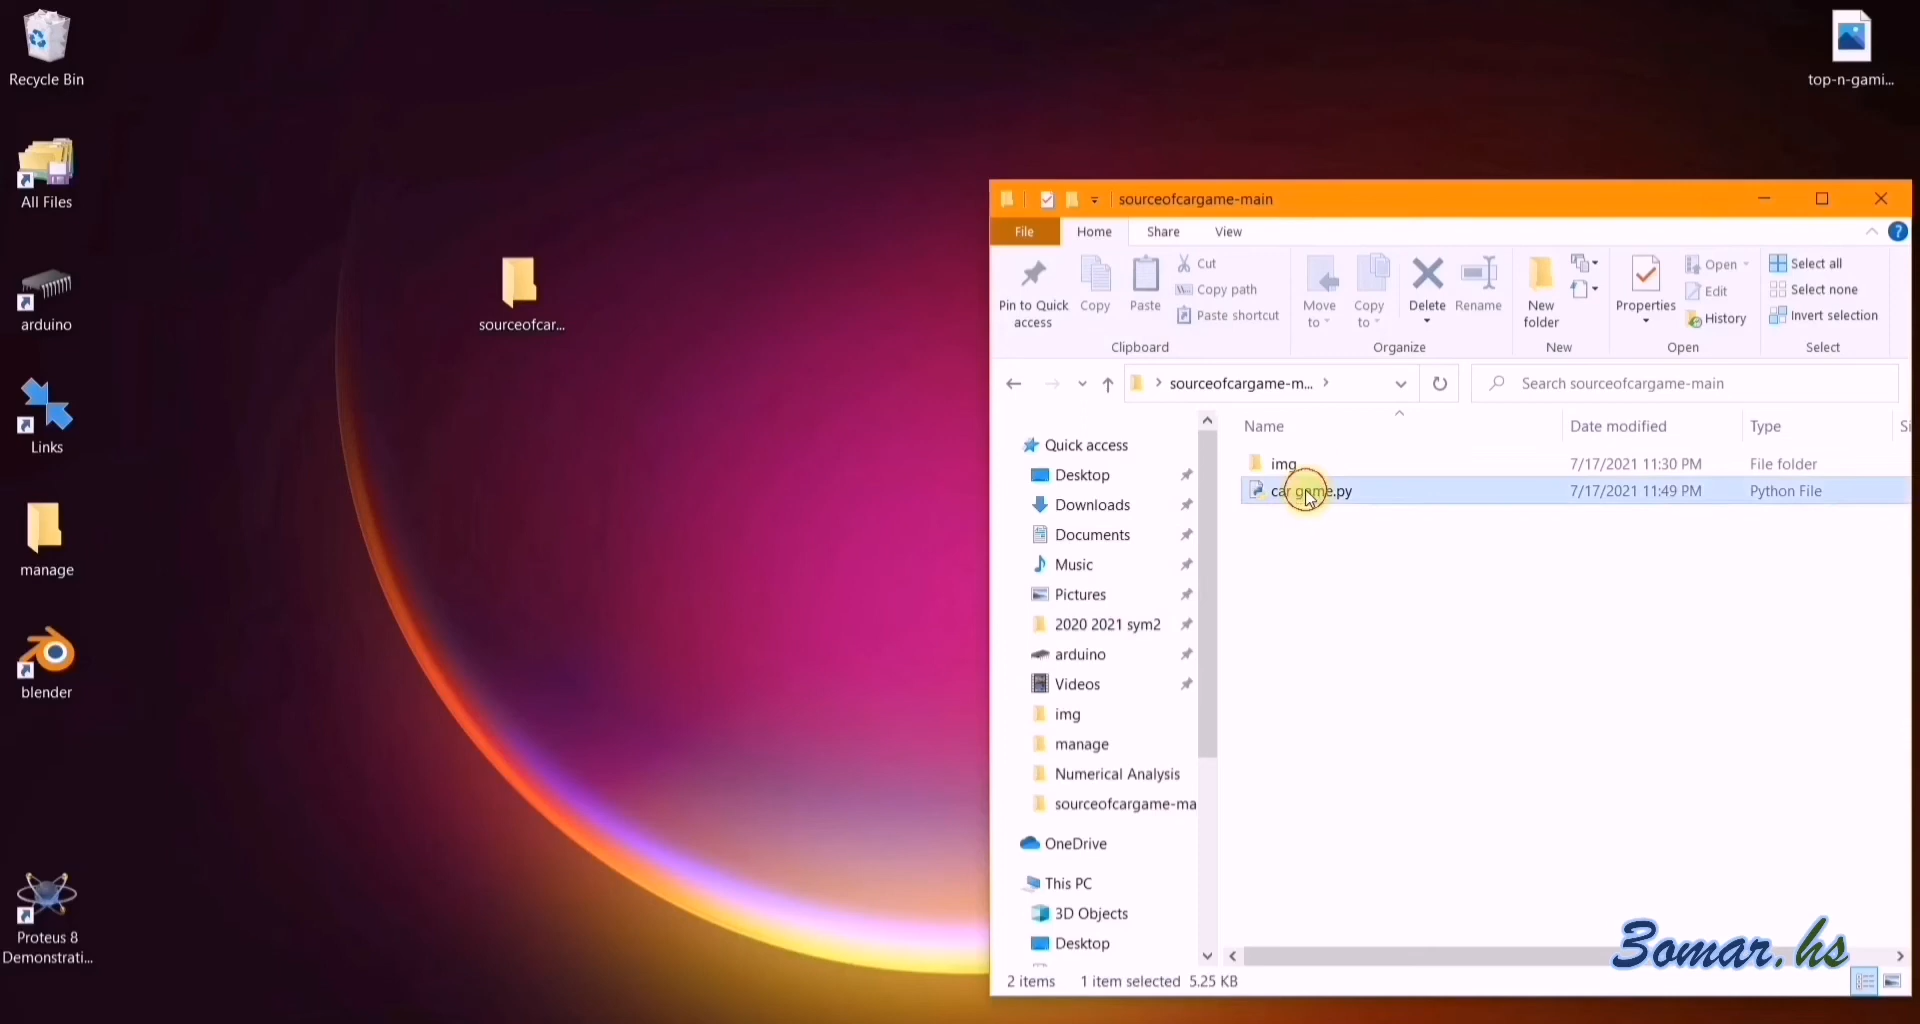 Recycle Bin
All Files
arduino
Links
manage
blender
Proteus 8
Demonstrati...
sourceofcar...
top-n-gami...
sourceofcargame-main
File
Home
Share
View
Pin to Quick
access
Copy
Paste
Cut
Copy path
Paste shortcut
Clipboard
Move
to
Copy
to
Delete
Rename
Organize
New
folder
New
Properties
Open
Edit
History
Open
Select all
Select none
Invert selection
Select
sourceofcargame-m...
Search sourceofcargame-main
Quick access
Desktop
Downloads
Documents
Music
Pictures
2020 2021 sym2
arduino
Videos
img
manage
Numerical Analysis
sourceofcargame-ma
OneDrive
This PC
3D Objects
Desktop
Name Date modified Type
img 7/17/2021 11:30 PM File folder
car game.py 7/17/2021 11:49 PM Python File
2 items 1 item selected 5.25 KB
3omar.hs